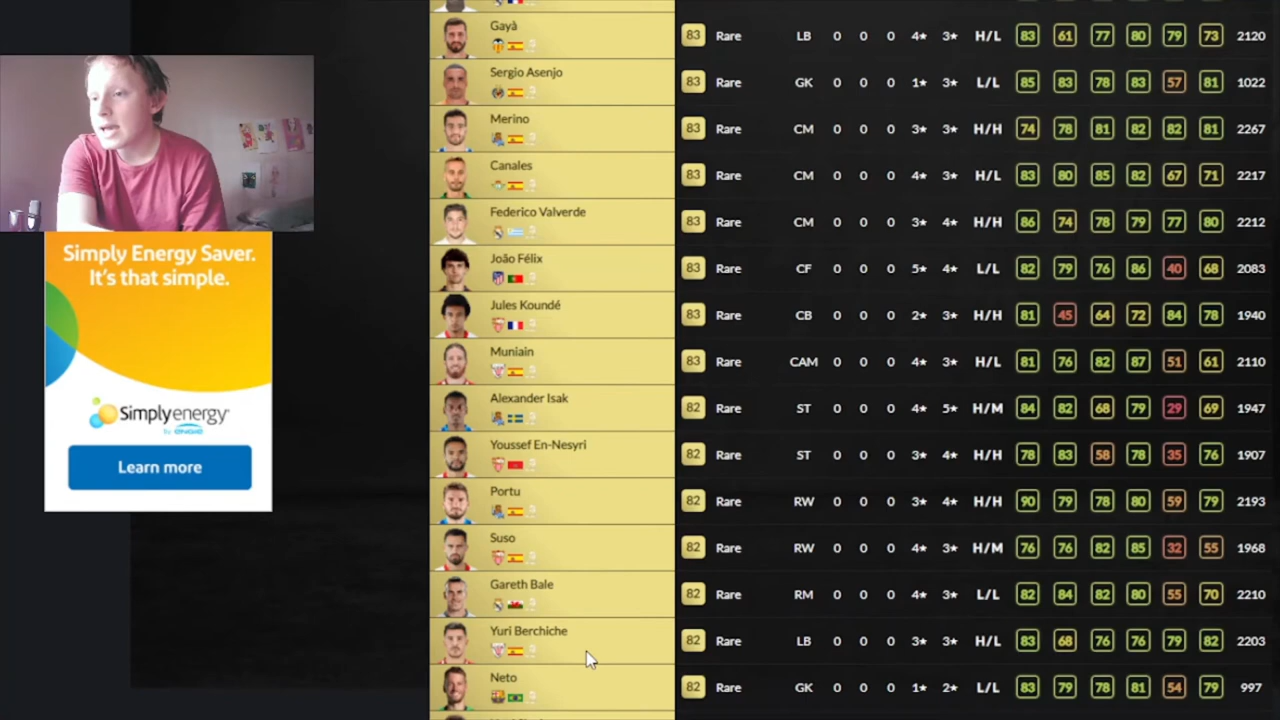 Gayà 83 Rare LB 0 0 0 4★ 3★ H/L 83 61 77 80 79 73 2120
Sergio Asenjo 83 Rare GK 0 0 0 1★ 3★ L/L 85 83 78 83 57 81 1022
Merino 83 Rare CM 0 0 0 3★ 3★ H/H 74 78 81 82 82 81 2267
Canales 83 Rare CM 0 0 0 4★ 3★ H/L 83 80 85 82 67 71 2217
Federico Valverde 83 Rare CM 0 0 0 3★ 4★ H/H 86 74 78 79 77 80 2212
João Félix 83 Rare CF 0 0 0 5★ 4★ L/L 82 79 76 86 40 68 2083
Jules Koundé 83 Rare CB 0 0 0 2★ 3★ H/H 81 45 64 72 84 78 1940
Muniain 83 Rare CAM 0 0 0 4★ 3★ H/L 81 76 82 87 51 61 2110
Alexander Isak 82 Rare ST 0 0 0 4★ 5★ H/M 84 82 68 79 29 69 1947
Youssef En-Nesyri 82 Rare ST 0 0 0 3★ 4★ H/H 78 83 58 78 35 76 1907
Portu 82 Rare RW 0 0 0 3★ 4★ H/H 90 79 78 80 59 79 2193
Suso 82 Rare RW 0 0 0 4★ 3★ H/M 76 76 82 85 32 55 1968
Gareth Bale 82 Rare RM 0 0 0 4★ 3★ L/L 82 84 82 80 55 70 2210
Yuri Berchiche 82 Rare LB 0 0 0 3★ 3★ H/L 83 68 76 76 79 82 2203
Neto 82 Rare GK 0 0 0 1★ 2★ L/L 83 79 78 81 54 79 997
Simply Energy Saver.
It's that simple.
Simplyenergy
by ENGIE
Learn more